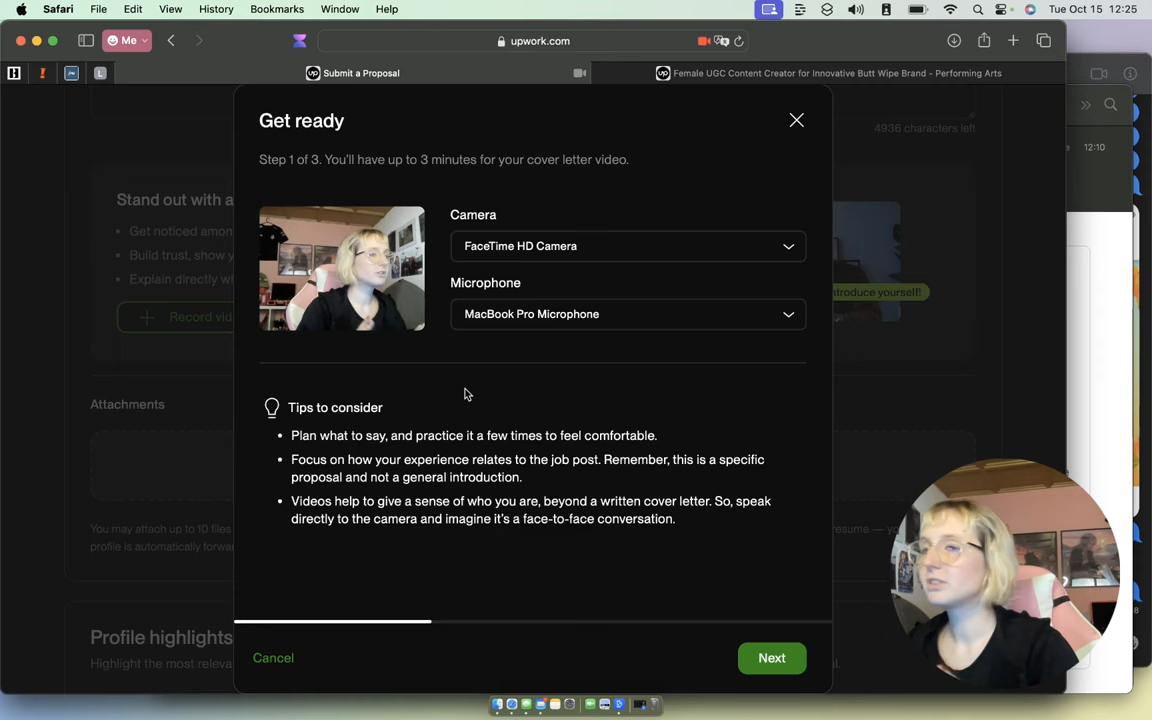 Safari File Edit View History Bookmarks Window Help Tue Oct 15 12:25
Me upwork.com
Submit a Proposal
Female UGC Content Creator for Innovative Butt Wipe Brand - Performing Arts
4936 characters left
12:10
Get ready
Step 1 of 3. You'll have up to 3 minutes for your cover letter video.
Stand out with a
Get noticed amon
Build trust, show y
Explain directly wi
Record vid
ntroduce yourself!
Camera
FaceTime HD Camera
Microphone
MacBook Pro Microphone
Attachments
Tips to consider
Plan what to say, and practice it a few times to feel comfortable.
Focus on how your experience relates to the job post. Remember, this is a specific
proposal and not a general introduction.
Videos help to give a sense of who you are, beyond a written cover letter. So, speak
directly to the camera and imagine it's a face-to-face conversation.
You may attach up to 10 files
esume — yo
profile is automatically forwar
Profile highlights
Highlight the most releva
al.
Cancel
Next